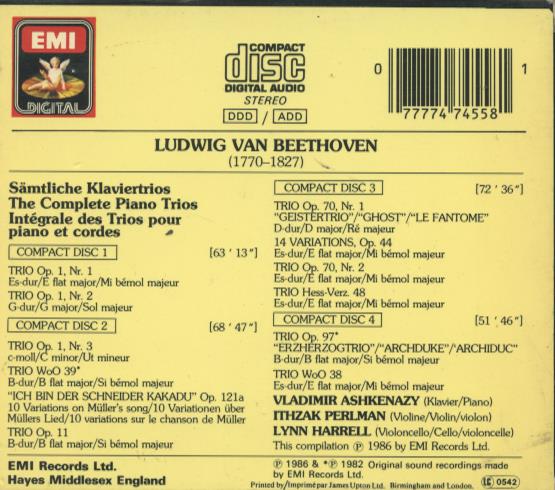 EMI
DIGITAL
COMPACT
disc
DIGITAL AUDIO
STEREO
DDD / ADD
0 77774 74558 1
LUDWIG VAN BEETHOVEN
(1770–1827)
Sämtliche Klaviertrios
The Complete Piano Trios
Intégrale des Trios pour
piano et cordes
COMPACT DISC 1 [63 ' 13 "]
TRIO Op. 1, Nr. 1
Es-dur/E flat major/Mi bémol majeur
TRIO Op. 1, Nr. 2
G-dur/G major/Sol majeur
COMPACT DISC 2 [68 ' 47 "]
TRIO Op. 1, Nr. 3
c-moll/C minor/Ut mineur
TRIO WoO 39*
B-dur/B flat major/Si bémol majeur
"ICH BIN DER SCHNEIDER KAKADU" Op. 121a
10 Variations on Müller's song/10 Variationen über
Müllers Lied/10 variations sur le chanson de Müller
TRIO Op. 11
B-dur/B flat major/Si bémol majeur
COMPACT DISC 3 [72 ' 36 "]
TRIO Op. 70, Nr. 1
"GEISTERTRIO"/"GHOST"/"LE FANTOME"
D-dur/D major/Ré majeur
14 VARIATIONS, Op. 44
Es-dur/E flat major/Mi bémol majeur
TRIO Op. 70, Nr. 2
Es-dur/E flat major/Mi bémol majeur
TRIO Hess-Verz. 48
Es-dur/E flat major/Mi bémol majeur
COMPACT DISC 4 [51 ' 46 "]
TRIO Op. 97*
"ERZHERZOGTRIO"/"ARCHDUKE"/"ARCHIDUC"
B-dur/B flat major/Si bémol majeur
TRIO WoO 38
Es-dur/E flat major/Mi bémol majeur
VLADIMIR ASHKENAZY (Klavier/Piano)
ITHZAK PERLMAN (Violine/Violin/violon)
LYNN HARRELL (Violoncello/Cello/violoncelle)
This compilation ℗ 1986 by EMI Records Ltd.
EMI Records Ltd.
Hayes Middlesex England
℗ 1986 & *℗ 1982 Original sound recordings made
by EMI Records Ltd.
Printed by/Imprimé par James Upton Ltd. Birmingham and London.
LC 0542